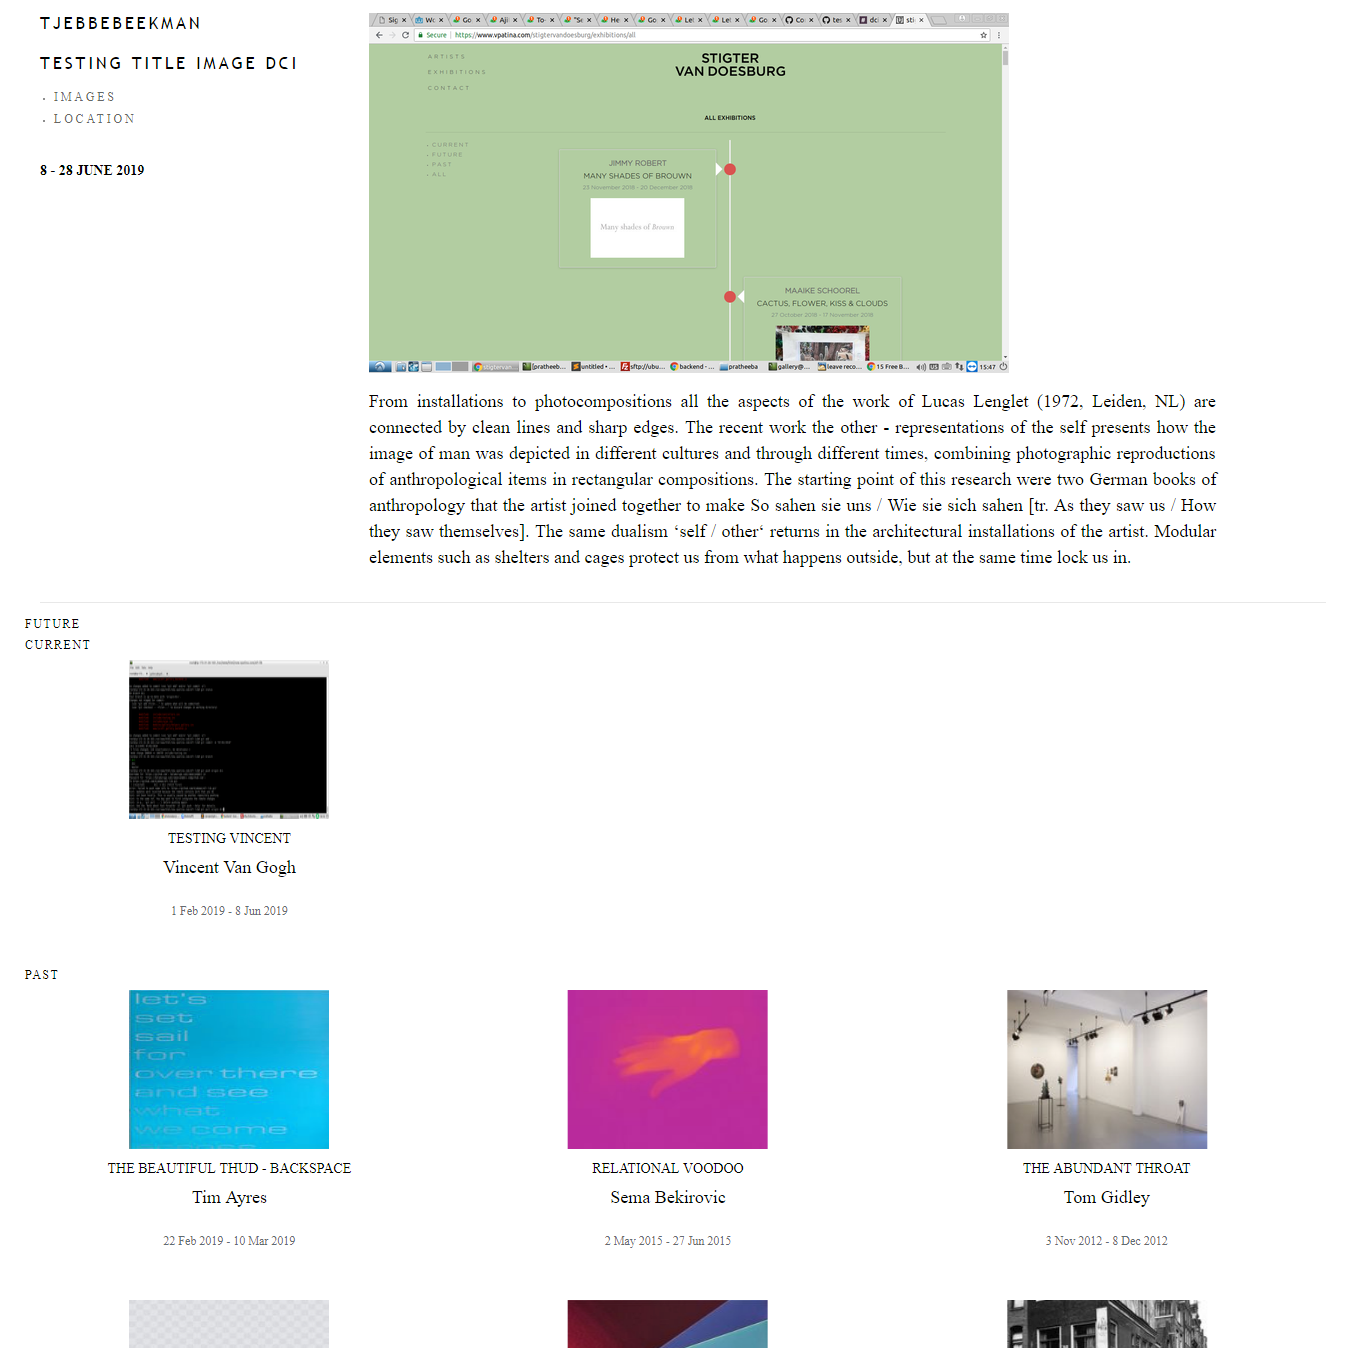 TJEBBEBEEKMAN
TESTING TITLE IMAGE DCI
IMAGES
LOCATION
8 - 28 JUNE 2019
Secure https://www.vpatina.com/stigtervandoesburg/exhibitions/all
ARTISTS
EXHIBITIONS
CONTACT
STIGTER
VAN DOESBURG
ALL EXHIBITIONS
- CURRENT
- FUTURE
- PAST
- ALL
JIMMY ROBERT
MANY SHADES OF BROUWN
23 November 2018 - 20 December 2018
Many shades of Brouwn
MAAIKE SCHOOREL
CACTUS, FLOWER, KISS & CLOUDS
27 October 2018 - 17 November 2018
15:47
From installations to photocompositions all the aspects of the work of Lucas Lenglet (1972, Leiden, NL) are
connected by clean lines and sharp edges. The recent work the other - representations of the self presents how the
image of man was depicted in different cultures and through different times, combining photographic reproductions
of anthropological items in rectangular compositions. The starting point of this research were two German books of
anthropology that the artist joined together to make So sahen sie uns / Wie sie sich sahen [tr. As they saw us / How
they saw themselves]. The same dualism ‘self / other‘ returns in the architectural installations of the artist. Modular
elements such as shelters and cages protect us from what happens outside, but at the same time lock us in.
FUTURE
CURRENT
TESTING VINCENT
Vincent Van Gogh
1 Feb 2019 - 8 Jun 2019
PAST
let's
set
sail
for
over there
and see
what
we come
THE BEAUTIFUL THUD - BACKSPACE
Tim Ayres
22 Feb 2019 - 10 Mar 2019
RELATIONAL VOODOO
Sema Bekirovic
2 May 2015 - 27 Jun 2015
THE ABUNDANT THROAT
Tom Gidley
3 Nov 2012 - 8 Dec 2012